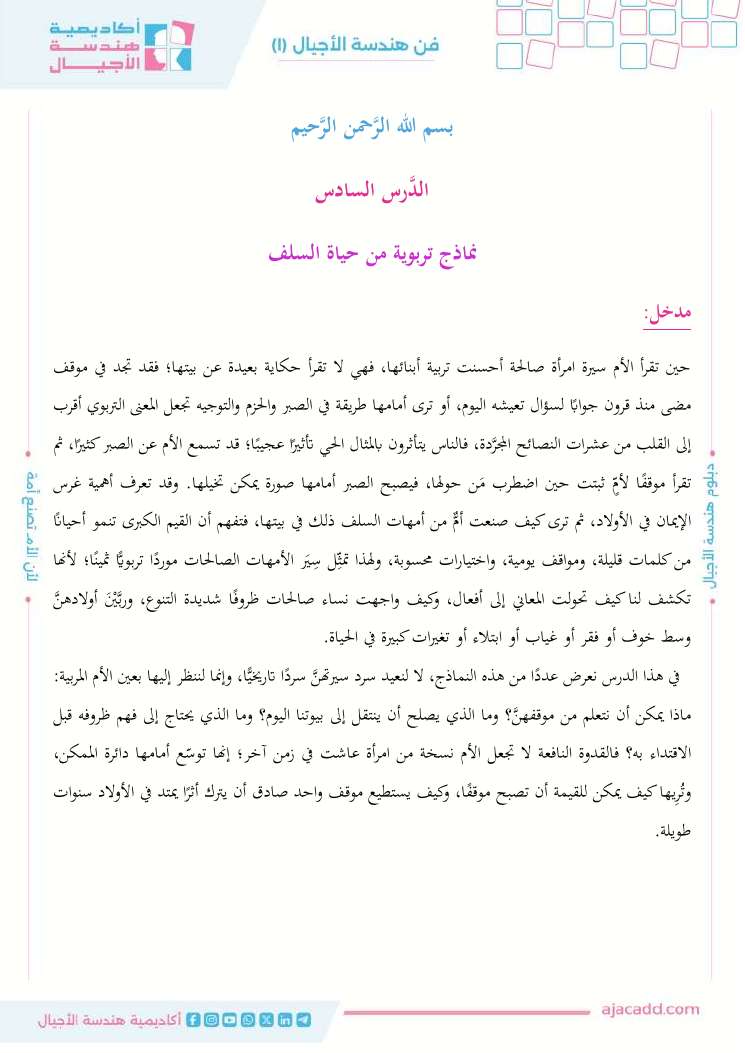 أكاديمية
هندسة
الأجيال
فن هندسة الأجيال (١)
بسم الله الرَّحمن الرَّحيم
الدَّرس السادس
نماذج تربوية من حياة السلف
مدخل:
حين تقرأ الأم سيرة امرأة صالحة أحسنت تربية أبنائها، فهي لا تقرأ حكاية بعيدة عن بيتها؛ فقد تجد في موقف
مضى منذ قرون جوابًا لسؤال تعيشه اليوم، أو ترى أمامها طريقة في الصبر والحزم والتوجيه تجعل المعنى التربوي أقرب
إلى القلب من عشرات النصائح المجرَّدة، فالناس يتأثرون بالمثال الحي تأثيرًا عجيبًا؛ قد تسمع الأم عن الصبر كثيرًا، ثم
تقرأ موقفًا لأمٍّ ثبتت حين اضطرب مَن حولها، فيصبح الصبر أمامها صورة يمكن تخيلها. وقد تعرف أهمية غرس
الإيمان في الأولاد، ثم ترى كيف صنعت أمٌّ من أمهات السلف ذلك في بيتها، فتفهم أن القيم الكبرى تنمو أحيانًا
من كلمات قليلة، ومواقف يومية، واختيارات محسوبة، ولهذا تمثِّل سِيَر الأمهات الصالحات موردًا تربويًّا ثمينًا؛ لأنها
تكشف لنا كيف تحولت المعاني إلى أفعال، وكيف واجهت نساء صالحات ظروفًا شديدة التنوع، وربَّيْنَ أولادهنَّ
وسط خوف أو فقر أو غياب أو ابتلاء أو تغيرات كبيرة في الحياة.
في هذا الدرس نعرض عددًا من هذه النماذج، لا لنعيد سرد سيرتهنَّ سردًا تاريخيًّا، وإنما لننظر إليها بعين الأم المربية:
ماذا يمكن أن نتعلم من موقفهنَّ؟ وما الذي يصلح أن ينتقل إلى بيوتنا اليوم؟ وما الذي يحتاج إلى فهم ظروفه قبل
الاقتداء به؟ فالقدوة النافعة لا تجعل الأم نسخة من امرأة عاشت في زمن آخر؛ إنها توسّع أمامها دائرة الممكن،
وتُرِيها كيف يمكن للقيمة أن تصبح موقفًا، وكيف يستطيع موقف واحد صادق أن يترك أثرًا يمتد في الأولاد سنوات
طويلة.
دبلوم هندسة الأجيال
لأن الأم تصنع أمة
أكاديمية هندسة الأجيال
ajacadd.com